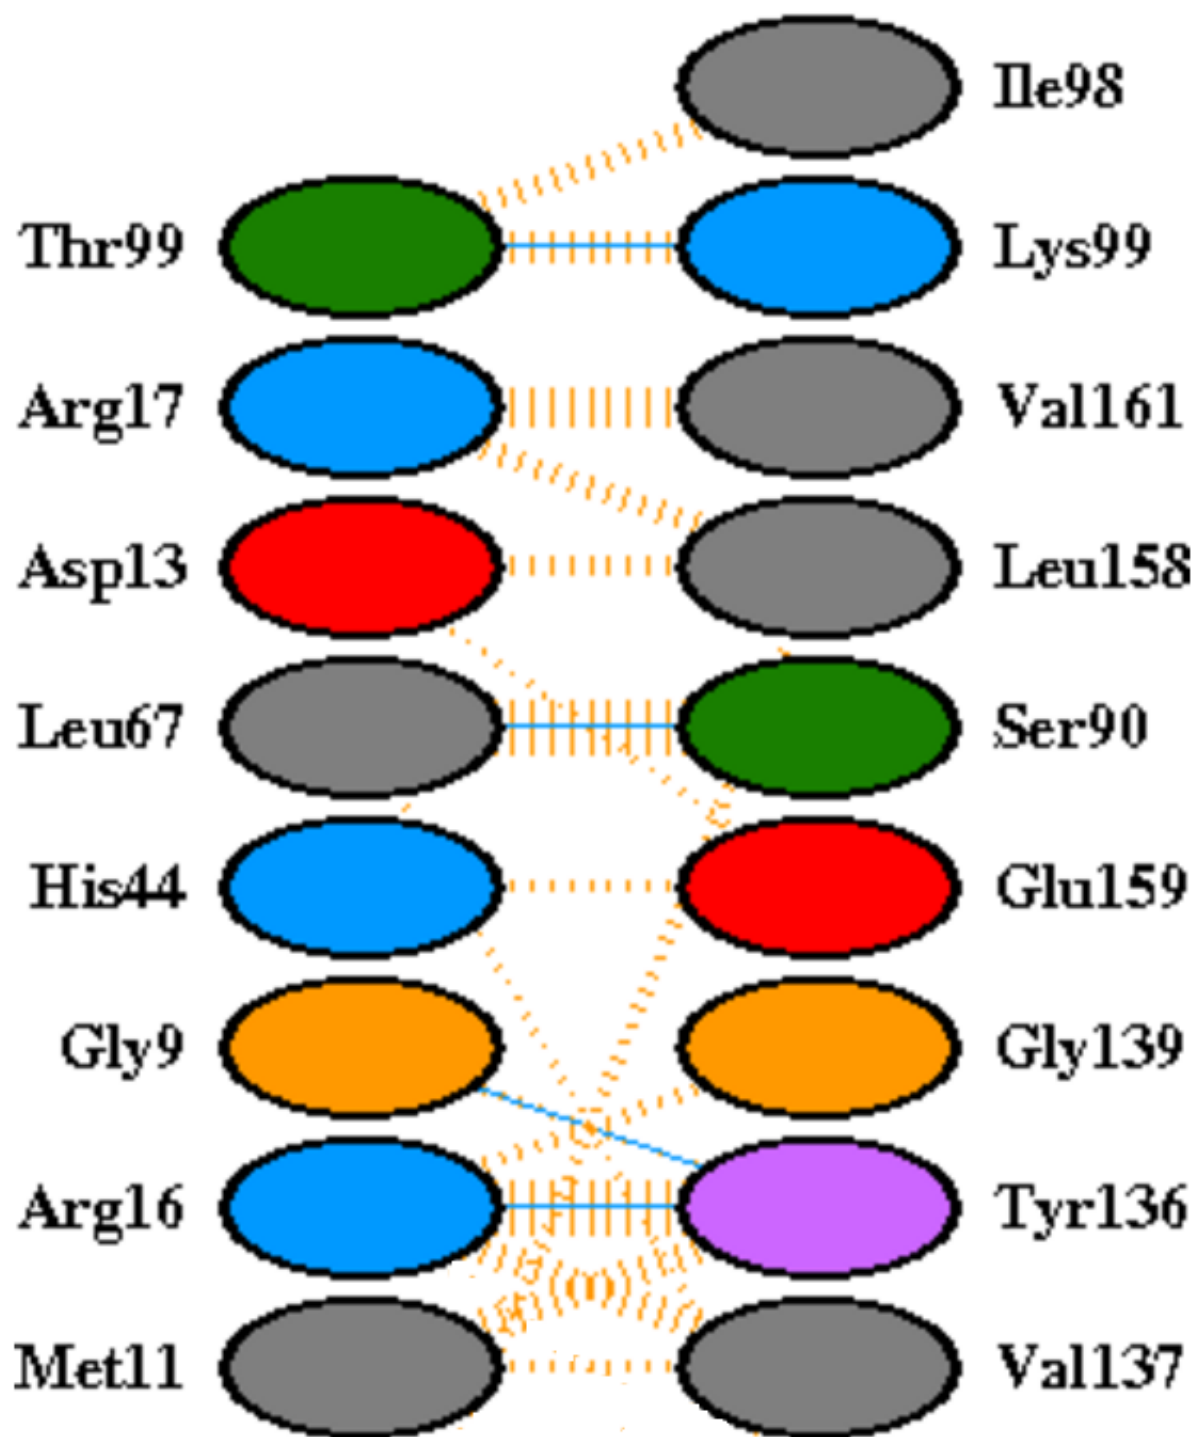 Ile98
Thr99 Lys99
Arg17 Val161
Asp13 Leu158
Leu67 Ser90
His44 Glu159
Gly9 Gly139
Arg16 Tyr136
Met11 Val137